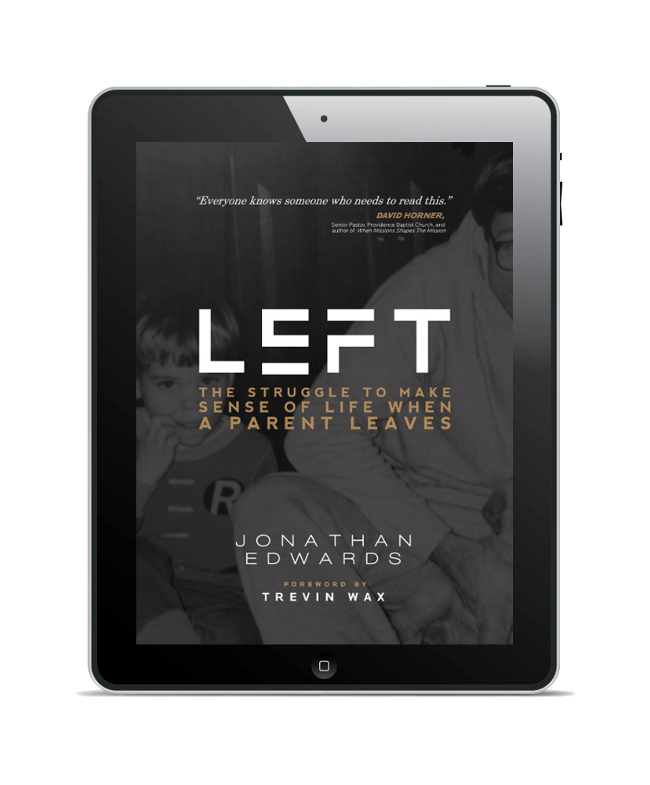 “Everyone knows someone who needs to read this.”
DAVID HORNER,
Senior Pastor, Providence Baptist Church, and
author of When Missions Shapes The Mission
LEFT
THE STRUGGLE TO MAKE
SENSE OF LIFE WHEN
A PARENT LEAVES
R
JONATHAN
EDWARDS
FOREWORD BY
TREVIN WAX